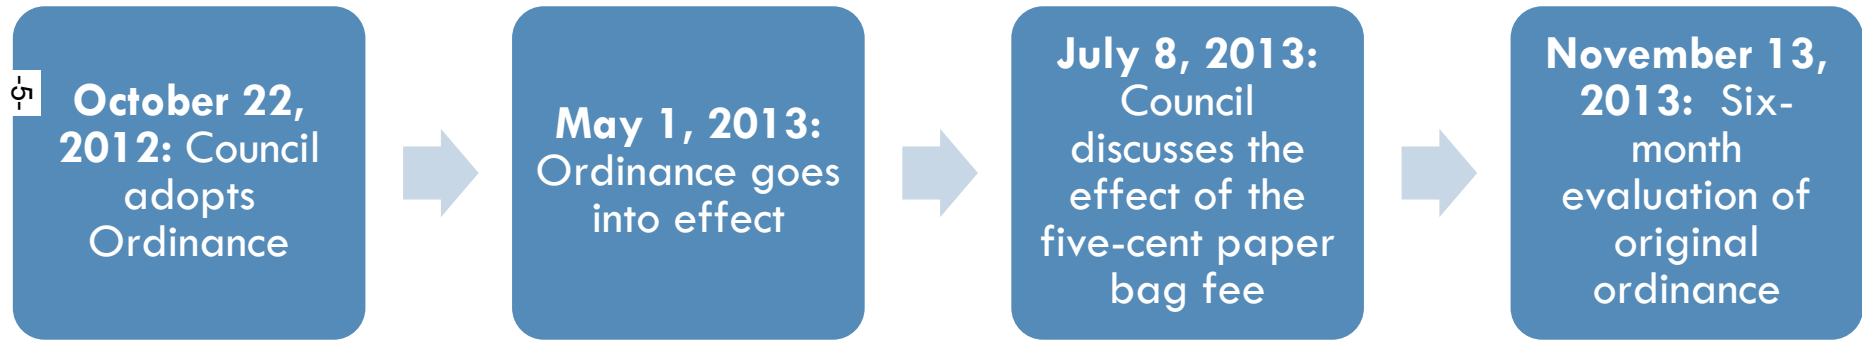 -5-
October 22,
2012: Council
adopts
Ordinance
May 1, 2013:
Ordinance goes
into effect
July 8, 2013:
Council
discusses the
effect of the
five-cent paper
bag fee
November 13,
2013: Six-
month
evaluation of
original
ordinance